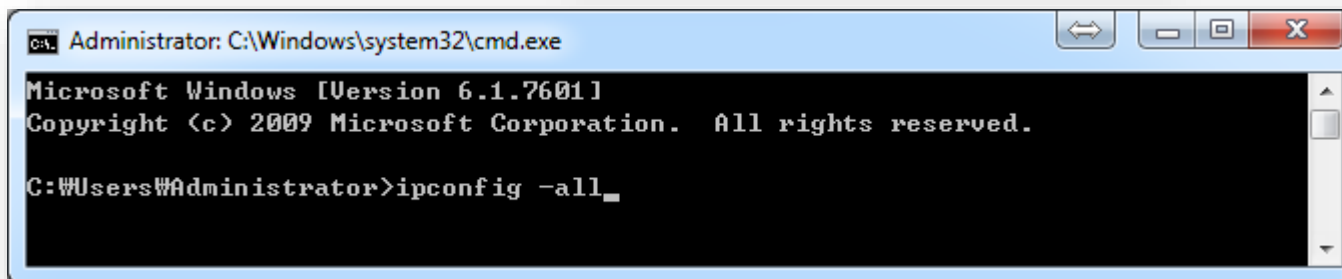 Administrator: C:\Windows\system32\cmd.exe
Microsoft Windows [Version 6.1.7601]
Copyright (c) 2009 Microsoft Corporation.  All rights reserved.
C:₩Users₩Administrator>ipconfig -all_